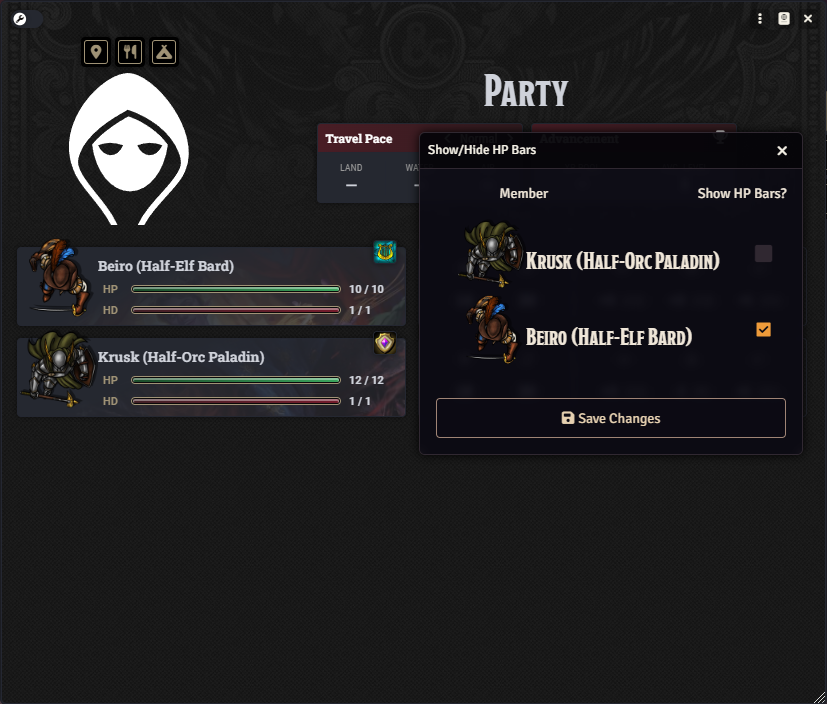 Party
Travel Pace
Normal
Advancement
LAND
WA
—
Show/Hide HP Bars
Member
Show HP Bars?
Krusk (Half-Orc Paladin)
Beiro (Half-Elf Bard)
Save Changes
Beiro (Half-Elf Bard)
HP
10 / 10
HD
1 / 1
Krusk (Half-Orc Paladin)
HP
12 / 12
HD
1 / 1